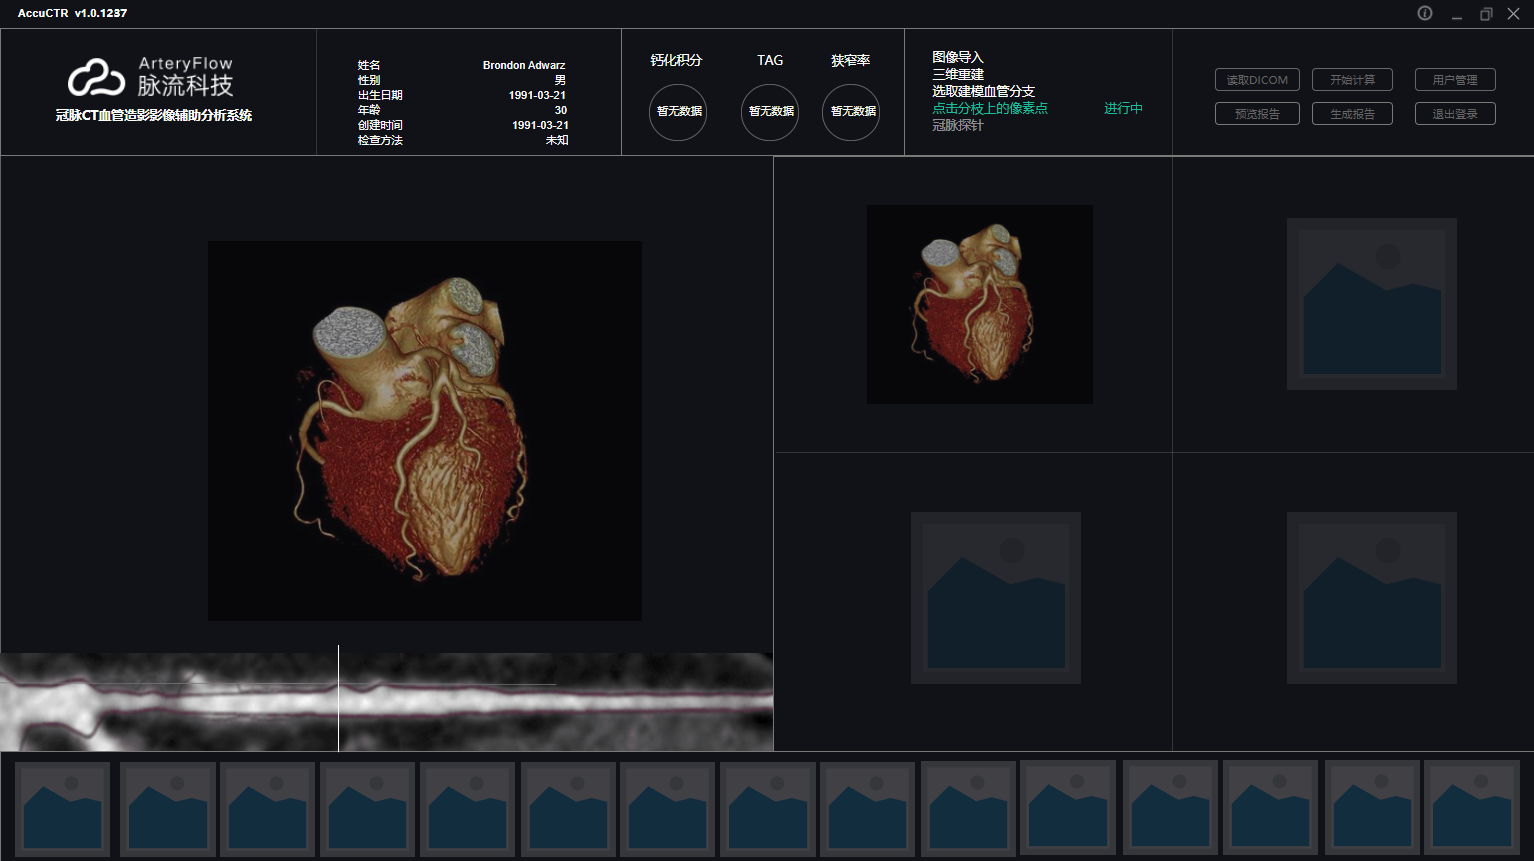 AccuCTR v1.0.1237
ArteryFlow
脉流科技
冠脉CT血管造影影像辅助分析系统
姓名 Brondon Adwarz
性别 男
出生日期 1991-03-21
年龄 30
创建时间 1991-03-21
检查方法 未知
钙化积分 TAG 狭窄率
暂无数据 暂无数据 暂无数据
图像导入
三维重建
选取建模血管分支
点击分枝上的像素点 进行中
冠脉探针
读取DICOM 开始计算 用户管理
预览报告 生成报告 退出登录